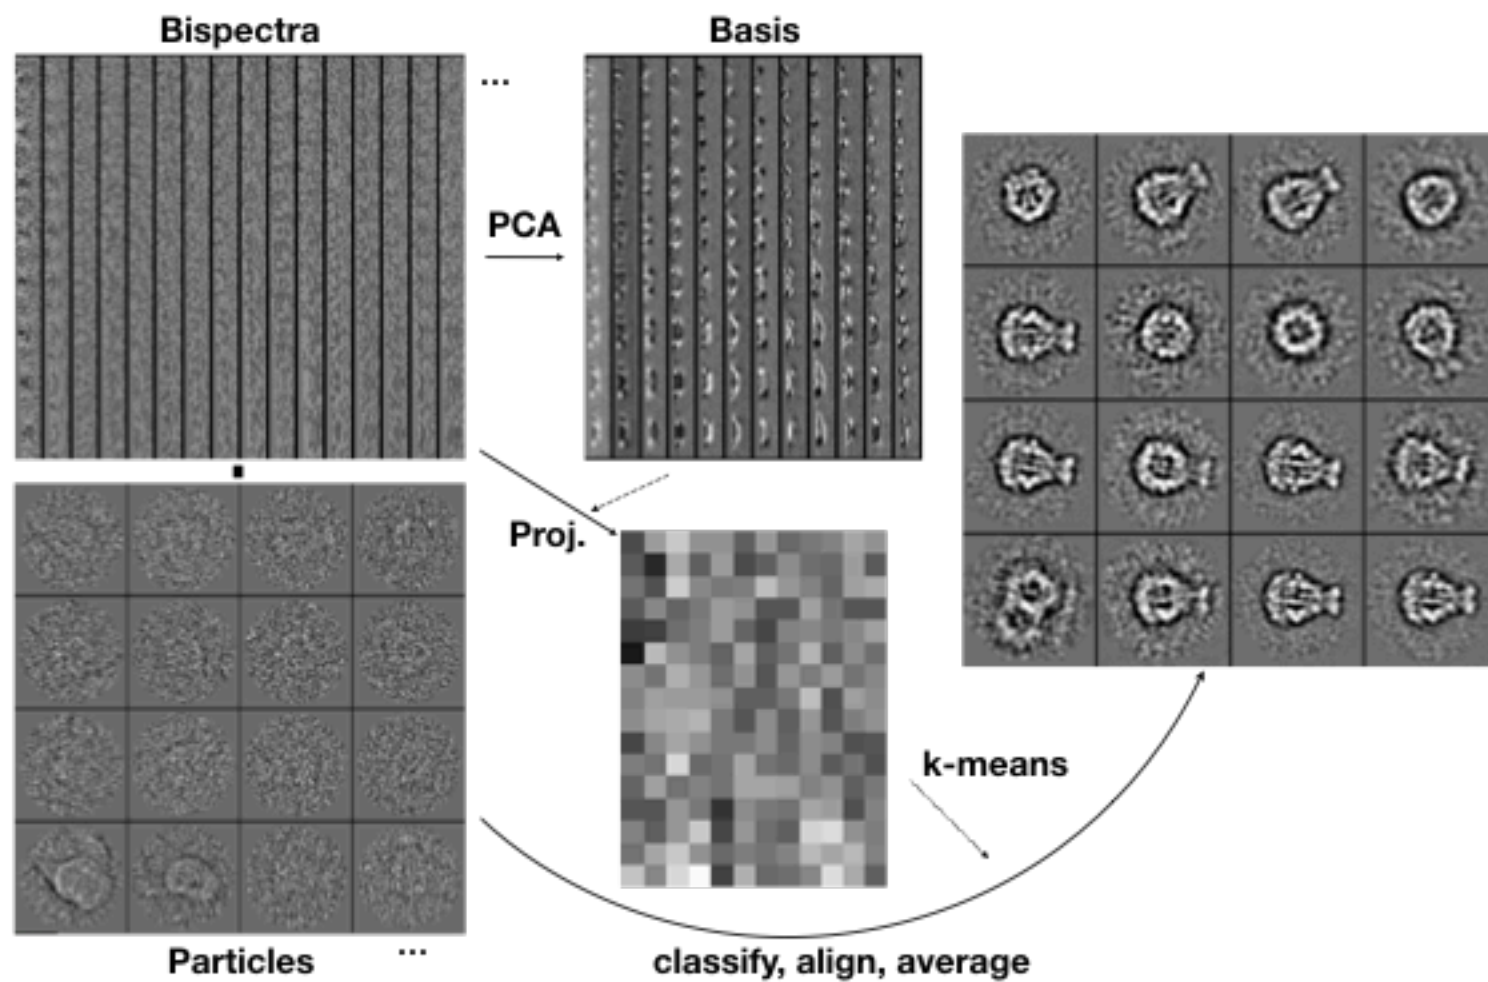 Bispectra
Basis
...
PCA
Proj.
k-means
Particles
...
classify, align, average